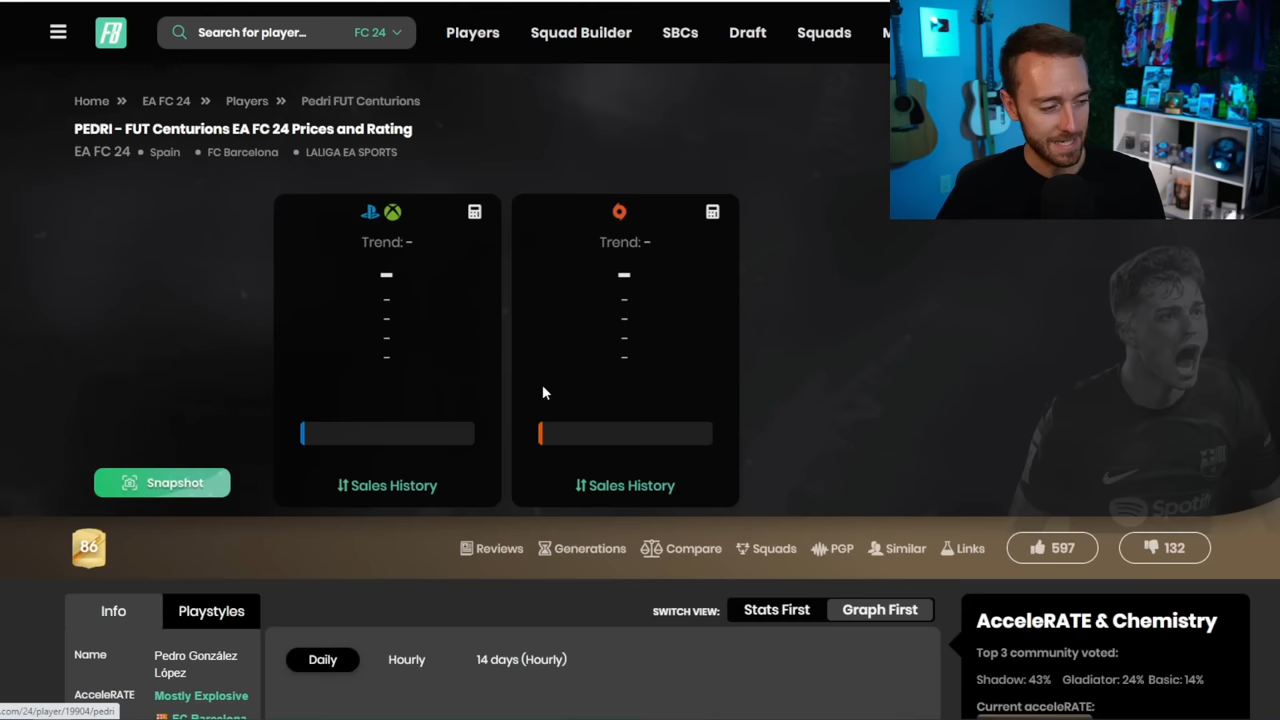 FB Search for player... FC 24 Players Squad Builder SBCs Draft Squads
Home » EA FC 24 » Players » Pedri FUT Centurions
PEDRI - FUT Centurions EA FC 24 Prices and Rating
EA FC 24 • Spain • FC Barcelona • LALIGA EA SPORTS
Trend: - Trend: -
- -
- -
- -
- -
- -
Snapshot Sales History Sales History
Spotify
86 Reviews Generations Compare Squads PGP Similar Links 597 132
Info Playstyles SWITCH VIEW: Stats First Graph First
AcceleRATE & Chemistry
Top 3 community voted:
Shadow: 43% Gladiator: 24% Basic: 14%
Current acceleRATE:
Daily Hourly 14 days (Hourly)
Name Pedro González
López
AcceleRATE Mostly Explosive
FC Barcelona
.com/24/player/19904/pedri